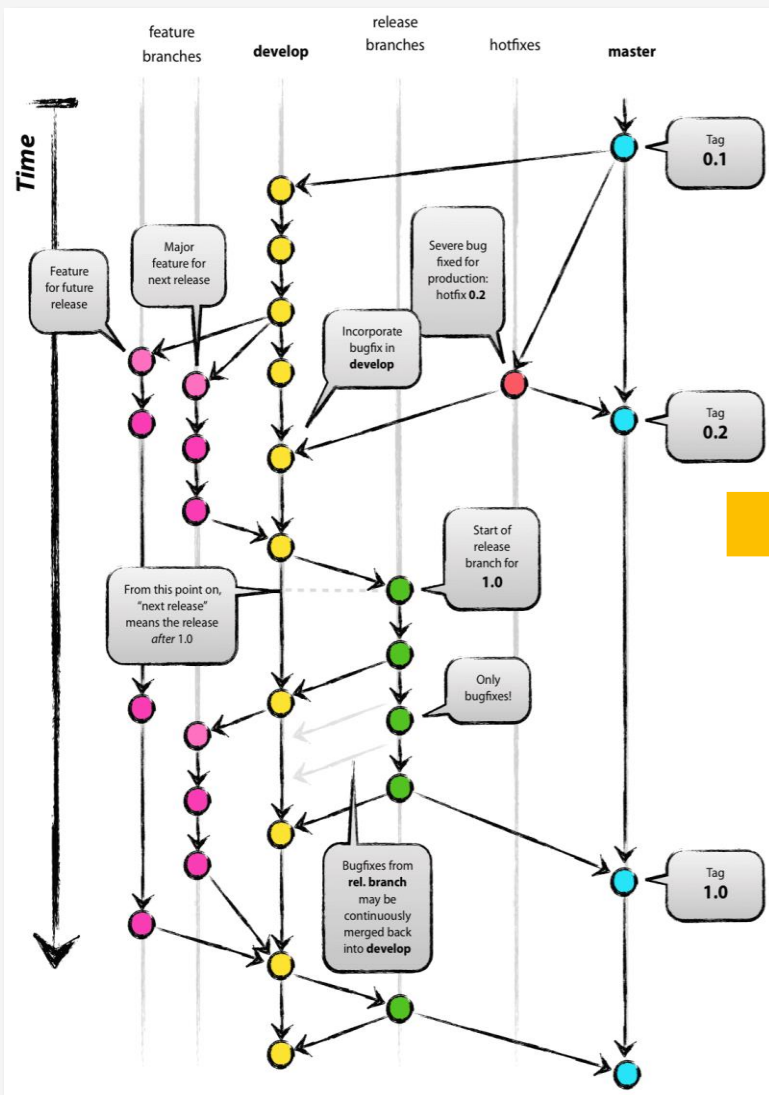 feature
branches
develop
release
branches
hotfixes
master
Time
Tag
0.1
Major
feature for
next release
Feature
for future
release
Severe bug
fixed for
production:
hotfix 0.2
Incorporate
bugfix in
develop
Tag
0.2
Start of
release
branch for
1.0
From this point on,
“next release”
means the release
after 1.0
Only
bugfixes!
Bugfixes from
rel. branch
may be
continuously
merged back
into develop
Tag
1.0